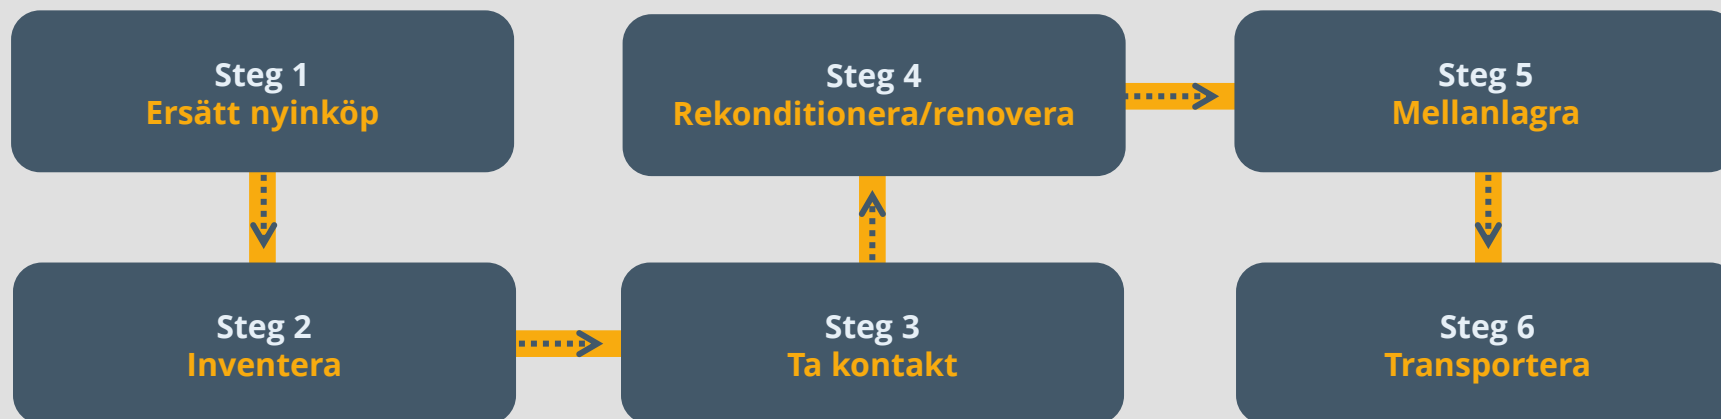 Steg 1
Ersätt nyinköp
Steg 2
Inventera
Steg 3
Ta kontakt
Steg 4
Rekonditionera/renovera
Steg 5
Mellanlagra
Steg 6
Transportera